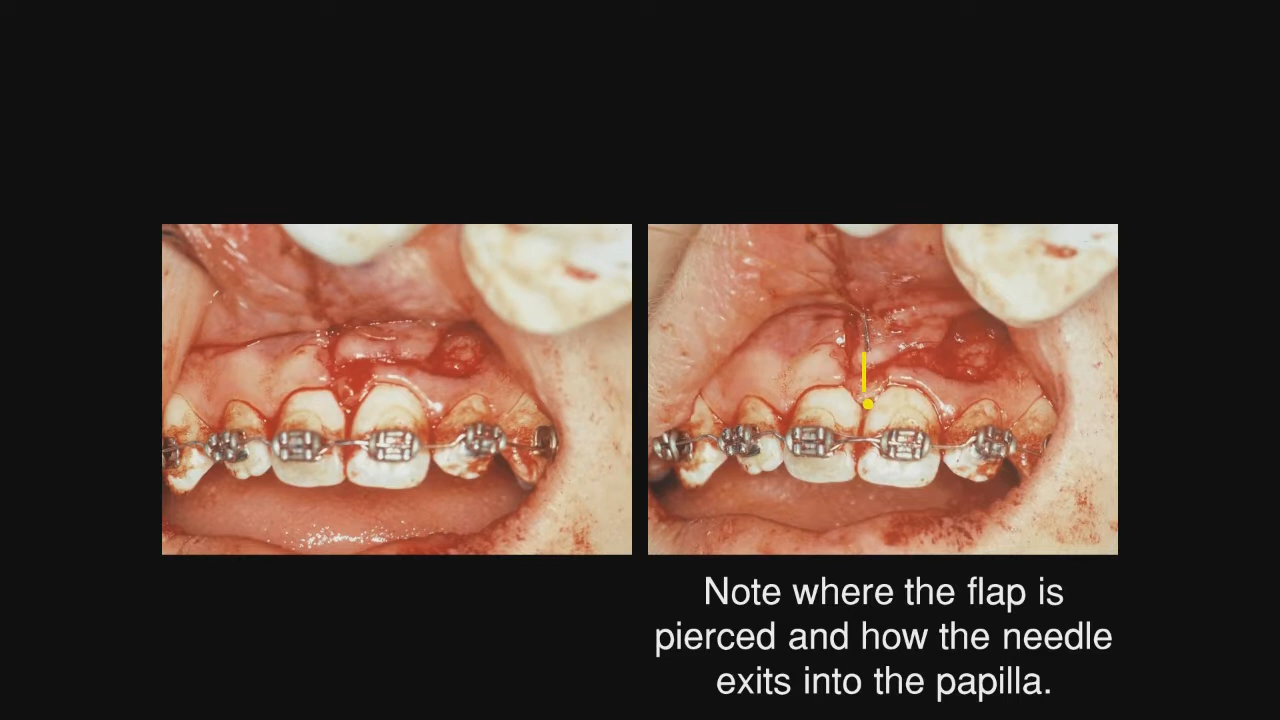 Note where the flap is
pierced and how the needle
exits into the papilla.